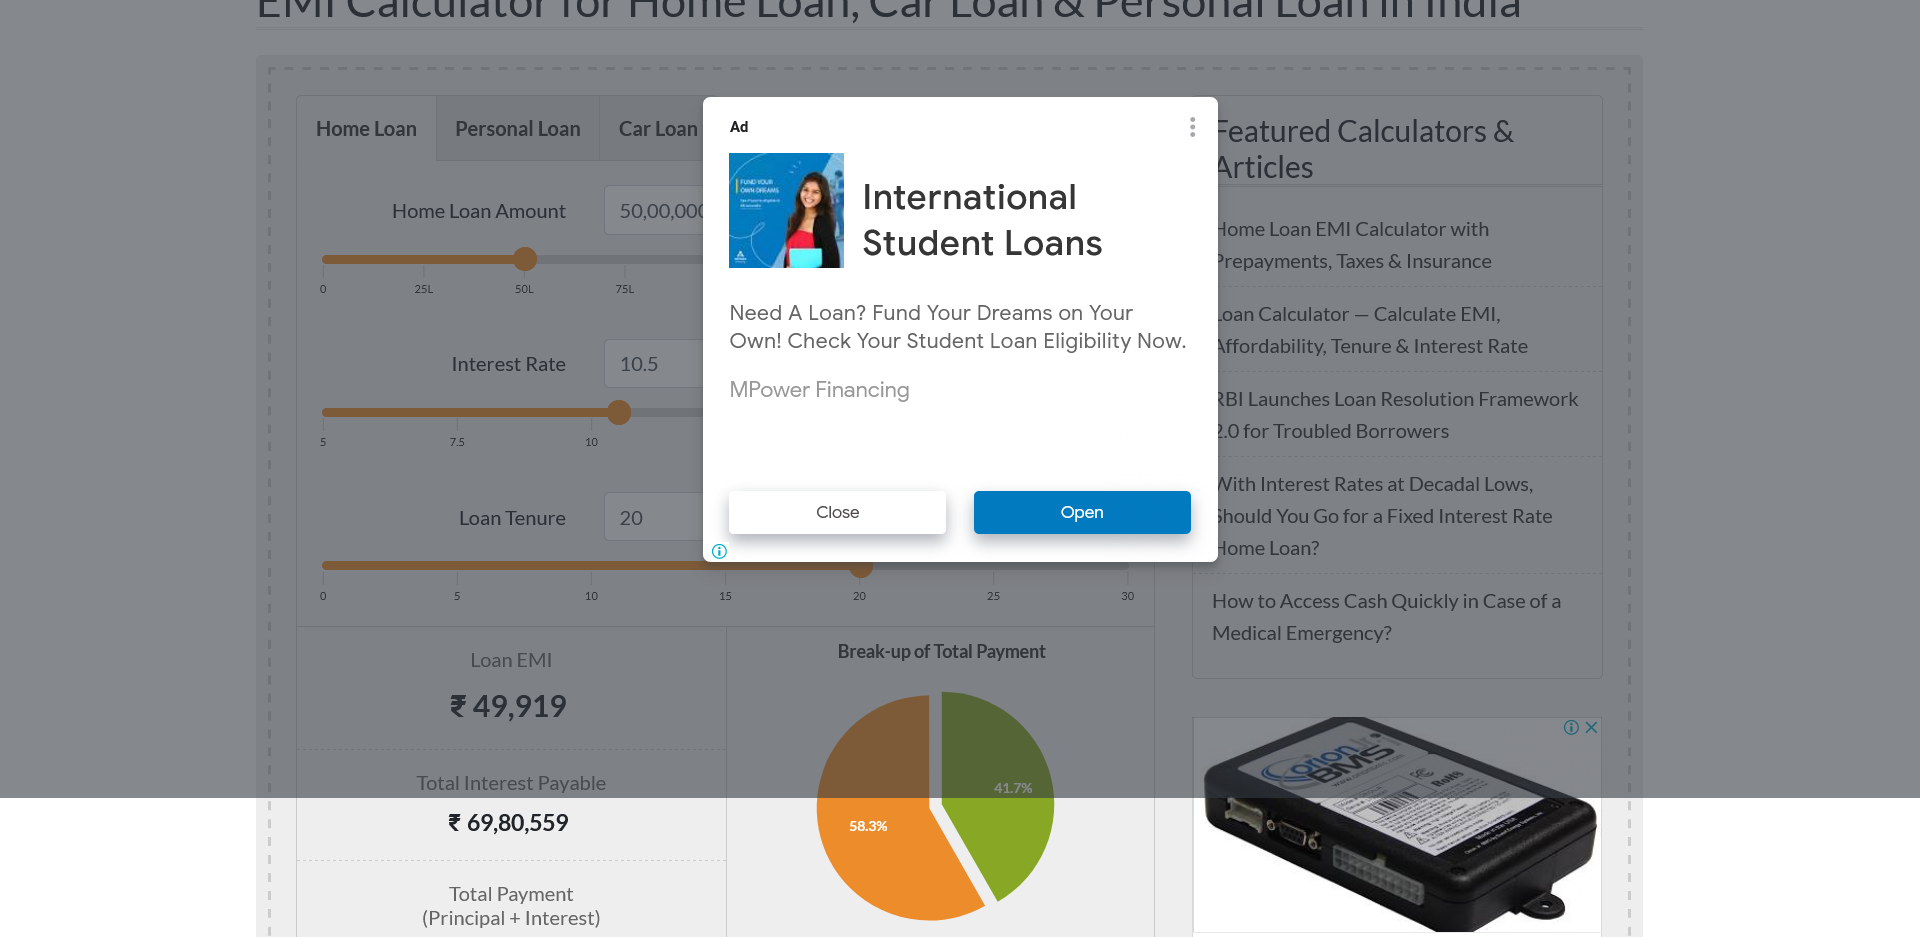 EMI Calculator for Home Loan, Car Loan & Personal Loan in India
Home Loan
Personal Loan
Car Loan
Home Loan Amount
50,00,000
0
25L
50L
75L
Interest Rate
10.5
5
7.5
10
Loan Tenure
20
0
5
10
15
20
25
30
Loan EMI
₹ 49,919
Total Interest Payable
₹ 69,80,559
Total Payment
(Principal + Interest)
Break-up of Total Payment
41.7%
58.3%
Ad
FUND YOUR
OWN DREAMS
International
Student Loans
Need A Loan? Fund Your Dreams on Your
Own! Check Your Student Loan Eligibility Now.
MPower Financing
Close
Open
Featured Calculators &
Articles
Home Loan EMI Calculator with
Prepayments, Taxes & Insurance
Loan Calculator — Calculate EMI,
Affordability, Tenure & Interest Rate
RBI Launches Loan Resolution Framework
2.0 for Troubled Borrowers
With Interest Rates at Decadal Lows,
Should You Go for a Fixed Interest Rate
Home Loan?
How to Access Cash Quickly in Case of a
Medical Emergency?
orion Jr.
BMS
RoHS